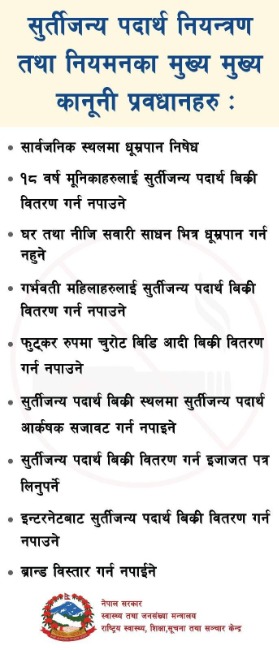 सुर्तीजन्य पदार्थ नियन्त्रण
तथा नियमनका मुख्य मुख्य
कानूनी प्रवधानहरु :
सार्वजनिक स्थलमा धूम्रपान निषेध
१८ वर्ष मूनिकाहरुलाई सुर्तिजन्य पदार्थ बिक्री
वितरण गर्न नपाउने
घर तथा नीजि सवारी साधन भित्र धूम्रपान गर्न
नहुने
गर्भवती महिलाहरुलाई सुर्तिजन्य पदार्थ बिक्री
वितरण गर्न नपाउने
फुट्कर रुपमा चुरोट बिडि आदी बिक्री वितरण
गर्न नपाउने
सुर्तीजन्य पदार्थ बिक्री स्थलमा सुर्तीजन्य पदार्थ
आर्कषक सजावट गर्न नपाइने
सुर्तीजन्य पदार्थ बिक्री वितरण गर्न इजाजत पत्र
लिनुपर्ने
इन्टरनेटबाट सुर्तीजन्य पदार्थ बिक्री वितरण गर्न
नपाउने
ब्रान्ड विस्तार गर्न नपाईने
नेपाल सरकार
स्वास्थ्य तथा जनसंख्या मन्त्रालय
राष्ट्रिय स्वास्थ्य, शिक्षा,सूचना तथा सञ्चार केन्द्र